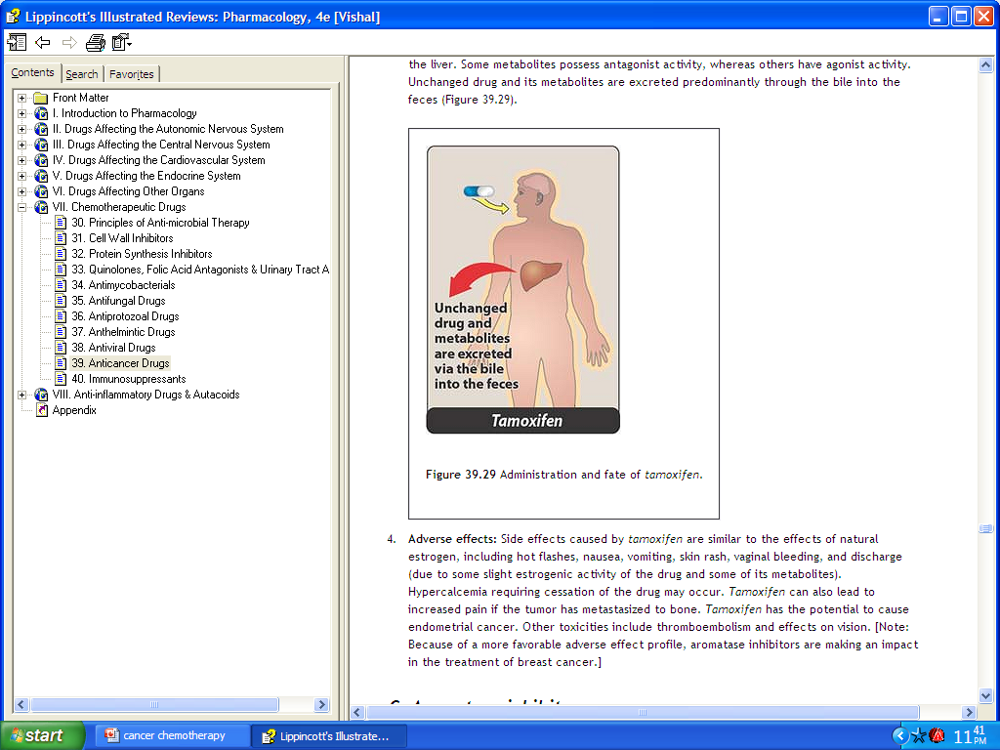 Lippincott's Illustrated Reviews: Pharmacology, 4e [Vishal]
Contents Search Favorites
Front Matter
I. Introduction to Pharmacology
II. Drugs Affecting the Autonomic Nervous System
III. Drugs Affecting the Central Nervous System
IV. Drugs Affecting the Cardiovascular System
V. Drugs Affecting the Endocrine System
VI. Drugs Affecting Other Organs
VII. Chemotherapeutic Drugs
30. Principles of Anti-microbial Therapy
31. Cell Wall Inhibitors
32. Protein Synthesis Inhibitors
33. Quinolones, Folic Acid Antagonists & Urinary Tract A
34. Antimycobacterials
35. Antifungal Drugs
36. Antiprotozoal Drugs
37. Anthelmintic Drugs
38. Antiviral Drugs
39. Anticancer Drugs
40. Immunosuppressants
VIII. Anti-inflammatory Drugs & Autacoids
Appendix
the liver. Some metabolites possess antagonist activity, whereas others have agonist activity.
Unchanged drug and its metabolites are excreted predominantly through the bile into the
feces (Figure 39.29).
Unchanged
drug and
metabolites
are excreted
via the bile
into the feces
Tamoxifen
Figure 39.29 Administration and fate of tamoxifen.
4. Adverse effects: Side effects caused by tamoxifen are similar to the effects of natural
estrogen, including hot flashes, nausea, vomiting, skin rash, vaginal bleeding, and discharge
(due to some slight estrogenic activity of the drug and some of its metabolites).
Hypercalcemia requiring cessation of the drug may occur. Tamoxifen can also lead to
increased pain if the tumor has metastasized to bone. Tamoxifen has the potential to cause
endometrial cancer. Other toxicities include thromboembolism and effects on vision. [Note:
Because of a more favorable adverse effect profile, aromatase inhibitors are making an impact
in the treatment of breast cancer.]
start cancer chemotherapy Lippincott's Illustrate... 11 41 PM